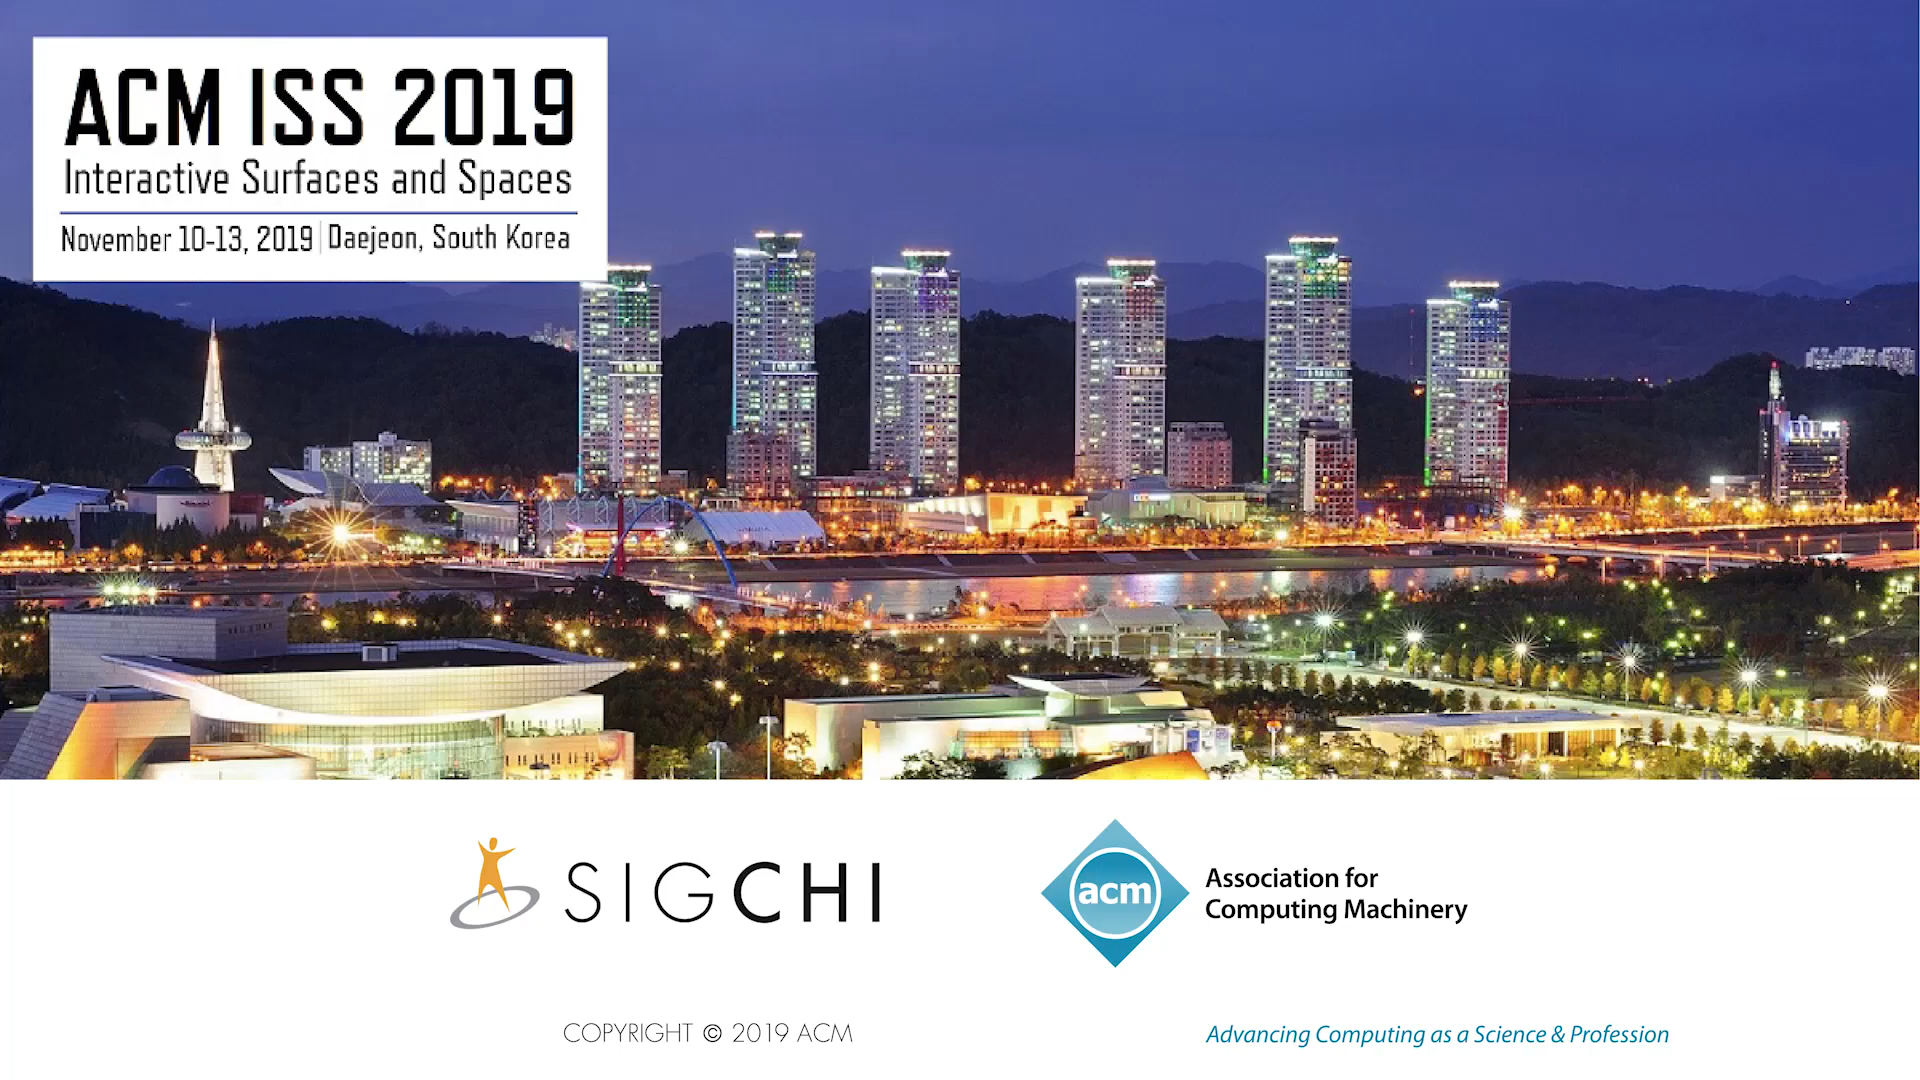 ACM ISS 2019
Interactive Surfaces and Spaces
November 10-13, 2019 | Daejeon, South Korea
SIGCHI
acm
Association for
Computing Machinery
COPYRIGHT © 2019 ACM
Advancing Computing as a Science & Profession